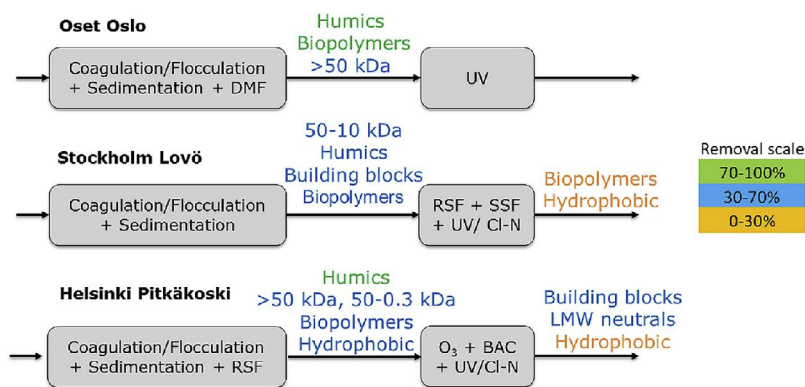 Oset Oslo
Coagulation/Flocculation
+ Sedimentation + DMF
Humics
Biopolymers
>50 kDa
UV
Stockholm Lovö
Coagulation/Flocculation
+ Sedimentation
50-10 kDa
Humics
Building blocks
Biopolymers
RSF + SSF
+ UV/ Cl-N
Biopolymers
Hydrophobic
Removal scale
70-100%
30-70%
0-30%
Helsinki Pitkäkoski
Coagulation/Flocculation
+ Sedimentation + RSF
Humics
>50 kDa, 50-0.3 kDa
Biopolymers
Hydrophobic
O₃ + BAC
+ UV/Cl-N
Building blocks
LMW neutrals
Hydrophobic